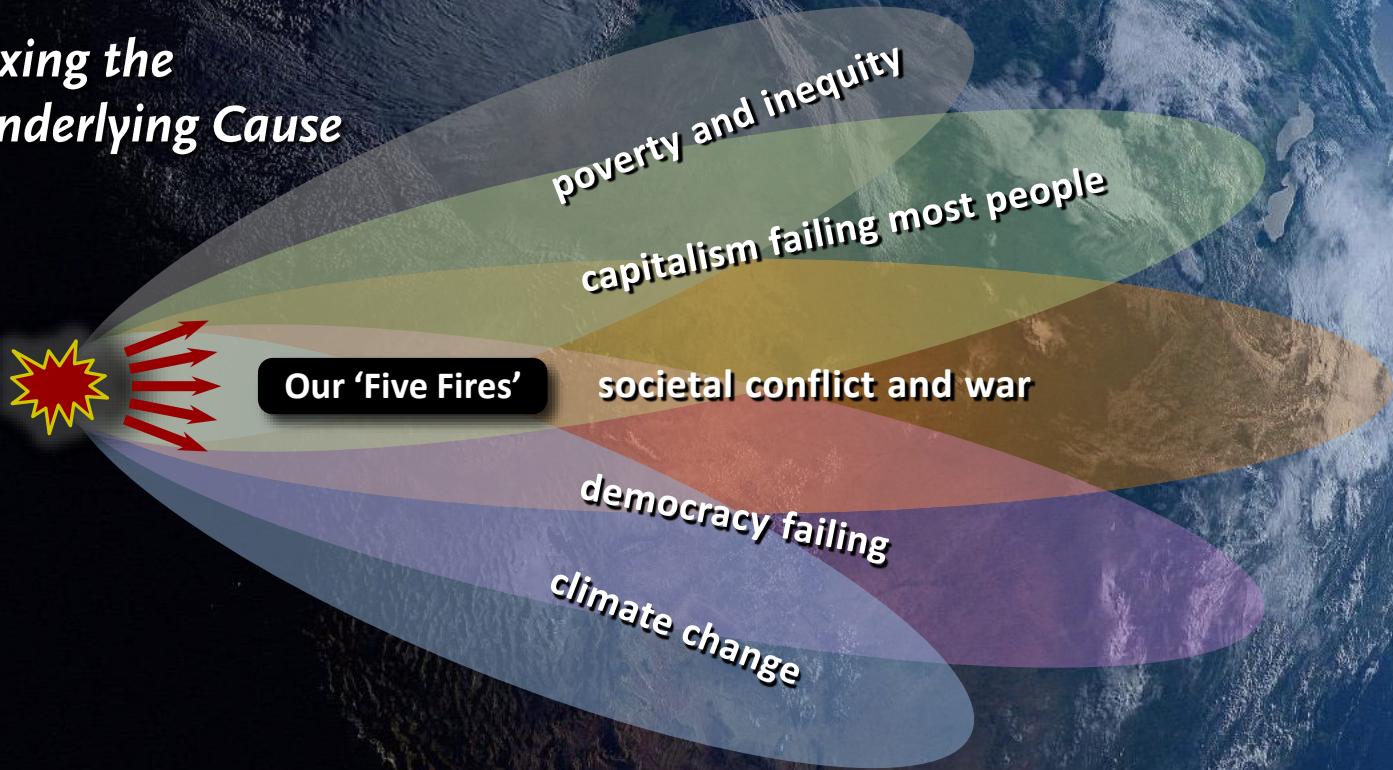 xing the
nderlying Cause
poverty and inequity
capitalism failing most people
Our ‘Five Fires’
societal conflict and war
democracy failing
climate change